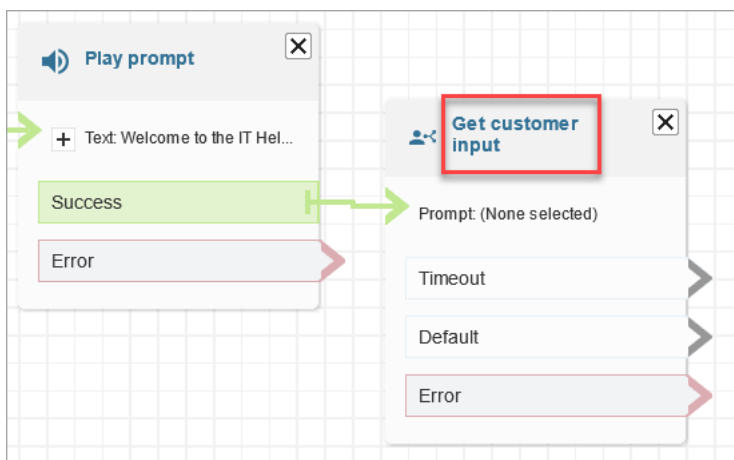 Play prompt
Text: Welcome to the IT Hel...
Success
Error
Get customer
input
Prompt: (None selected)
Timeout
Default
Error